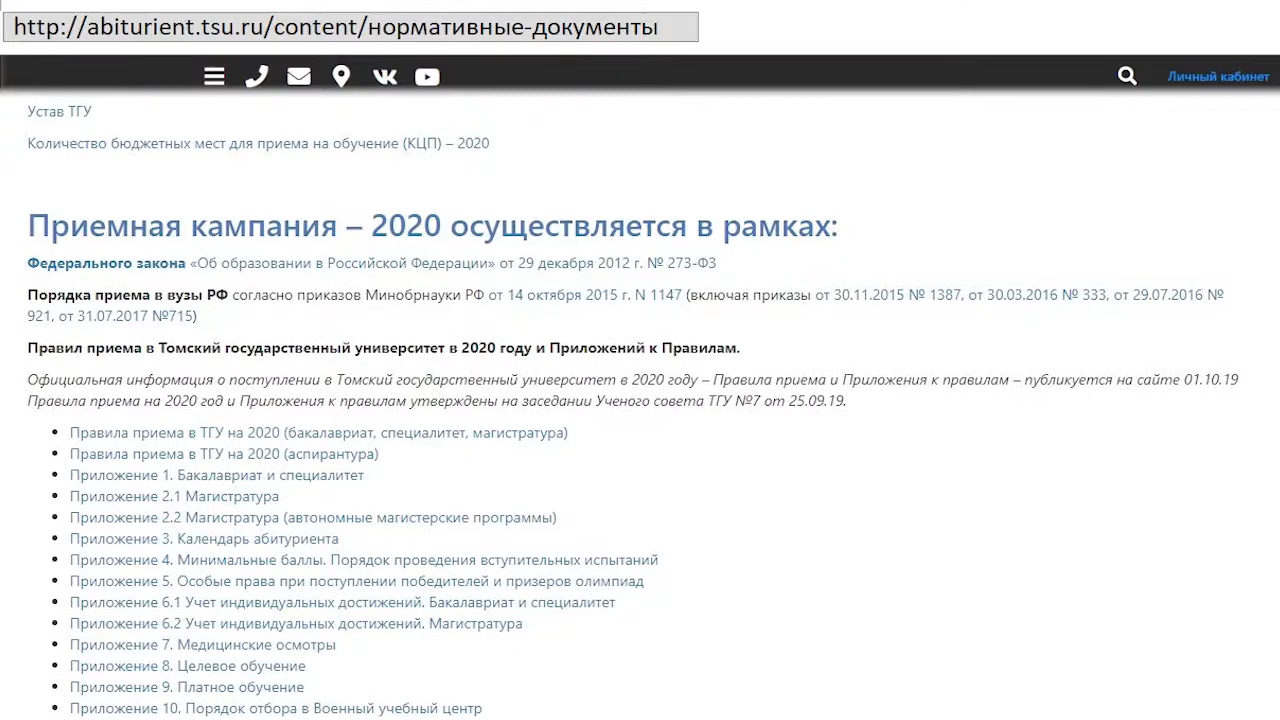 http://abiturient.tsu.ru/content/нормативные-документы
Личный кабинет
Устав ТГУ
Количество бюджетных мест для приема на обучение (КЦП) – 2020
Приемная кампания – 2020 осуществляется в рамках:
Федерального закона «Об образовании в Российской Федерации» от 29 декабря 2012 г. № 273-ФЗ
Порядка приема в вузы РФ согласно приказов Минобрнауки РФ от 14 октября 2015 г. N 1147 (включая приказы от 30.11.2015 № 1387, от 30.03.2016 № 333, от 29.07.2016 №
921, от 31.07.2017 №715)
Правил приема в Томский государственный университет в 2020 году и Приложений к Правилам.
Официальная информация о поступлении в Томский государственный университет в 2020 году – Правила приема и Приложения к правилам – публикуется на сайте 01.10.19
Правила приема на 2020 год и Приложения к правилам утверждены на заседании Ученого совета ТГУ №7 от 25.09.19.
• Правила приема в ТГУ на 2020 (бакалавриат, специалитет, магистратура)
• Правила приема в ТГУ на 2020 (аспирантура)
• Приложение 1. Бакалавриат и специалитет
• Приложение 2.1 Магистратура
• Приложение 2.2 Магистратура (автономные магистерские программы)
• Приложение 3. Календарь абитуриента
• Приложение 4. Минимальные баллы. Порядок проведения вступительных испытаний
• Приложение 5. Особые права при поступлении победителей и призеров олимпиад
• Приложение 6.1 Учет индивидуальных достижений. Бакалавриат и специалитет
• Приложение 6.2 Учет индивидуальных достижений. Магистратура
• Приложение 7. Медицинские осмотры
• Приложение 8. Целевое обучение
• Приложение 9. Платное обучение
• Приложение 10. Порядок отбора в Военный учебный центр